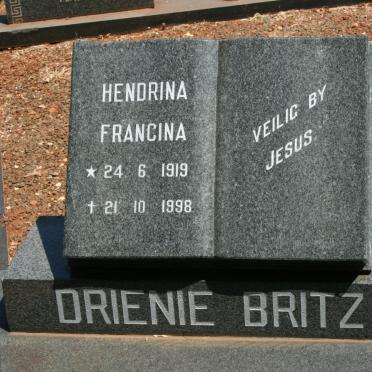 HENDRINA
FRANCINA
★ 24 6 1919
† 21 10 1998
VEILIG BY
JESUS.
DRIENIE BRITZ